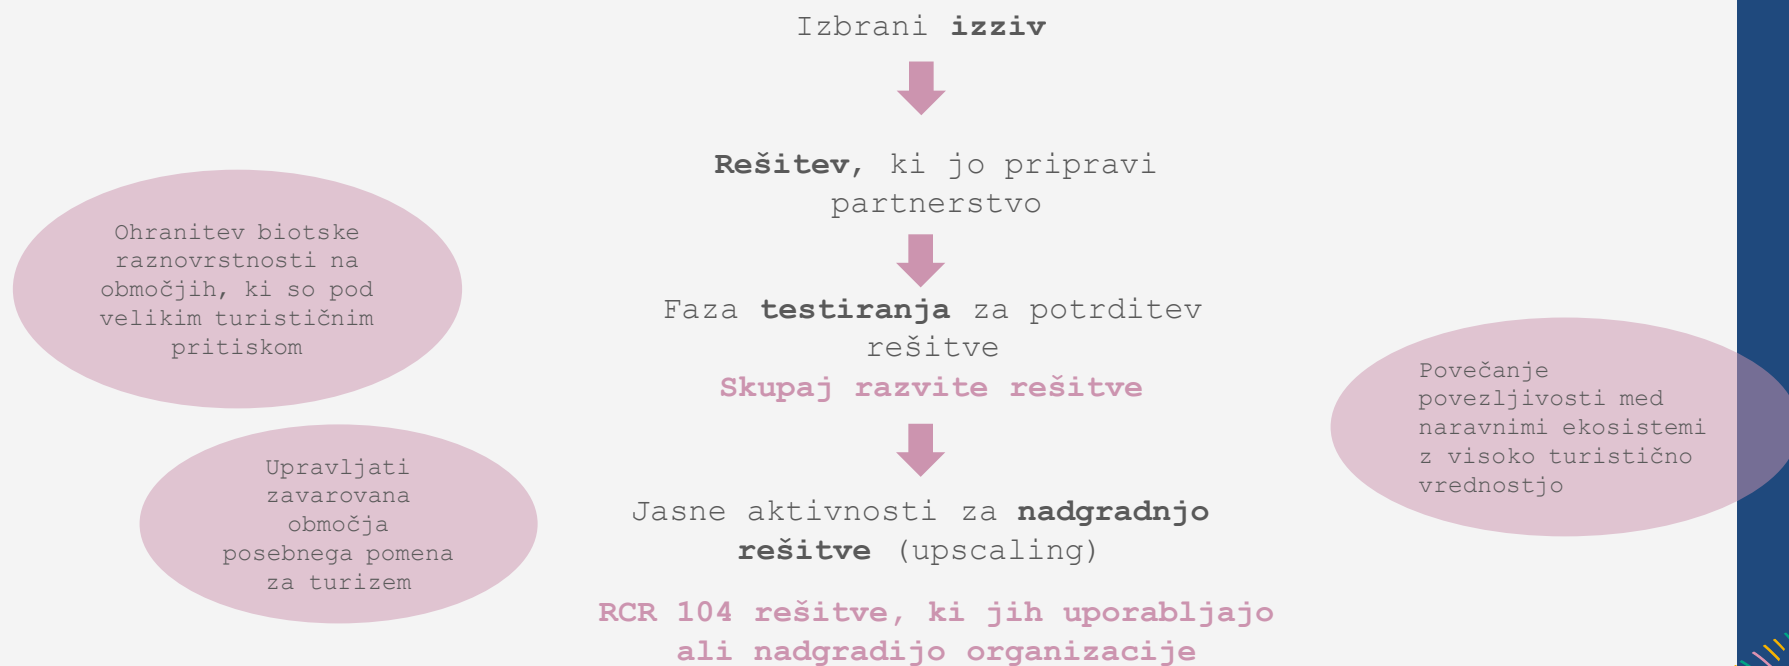 Izbrani izziv
Rešitev, ki jo pripravi
partnerstvo
Faza testiranja za potrditev
rešitve
Skupaj razvite rešitve
Jasne aktivnosti za nadgradnjo
rešitve (upscaling)
RCR 104 rešitve, ki jih uporabljajo
ali nadgradijo organizacije
Ohranitev biotske
raznovrstnosti na
območjih, ki so pod
velikim turističnim
pritiskom
Upravljati
zavarovana
območja
posebnega pomena
za turizem
Povečanje
povezljivosti med
naravnimi ekosistemi
z visoko turistično
vrednostjo